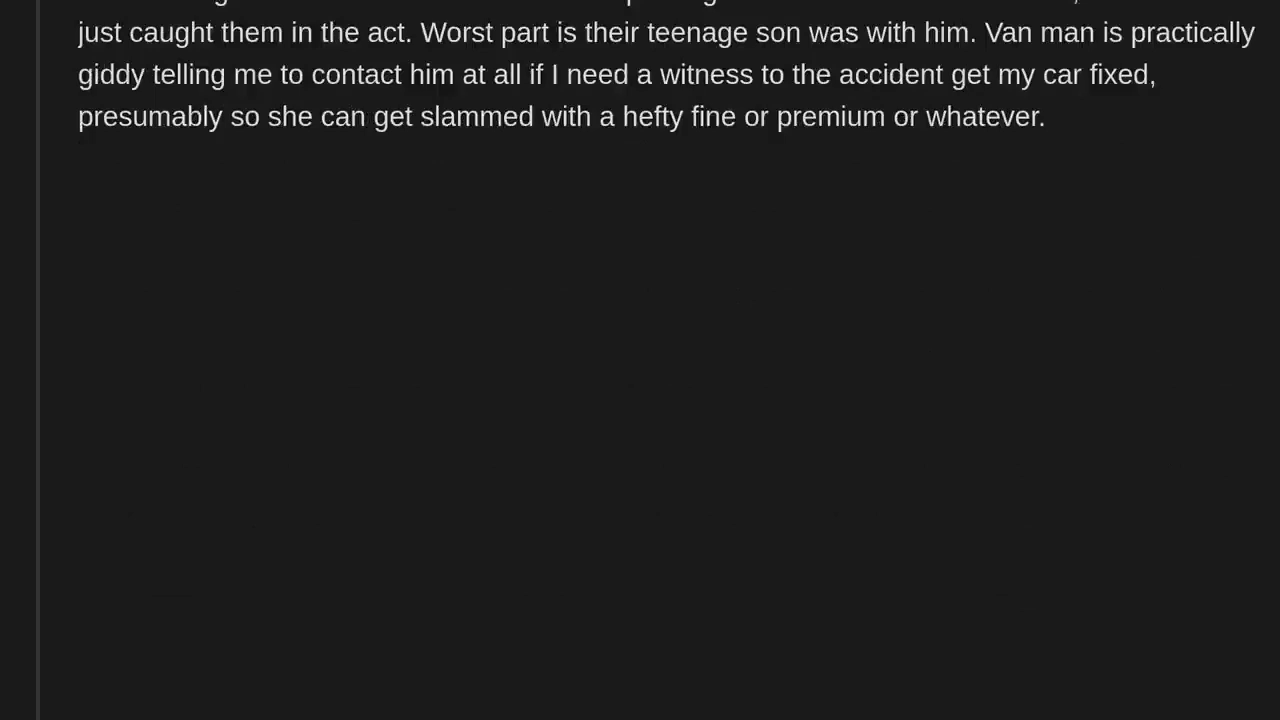 just caught them in the act. Worst part is their teenage son was with him. Van man is practically
giddy telling me to contact him at all if I need a witness to the accident get my car fixed,
presumably so she can get slammed with a hefty fine or premium or whatever.